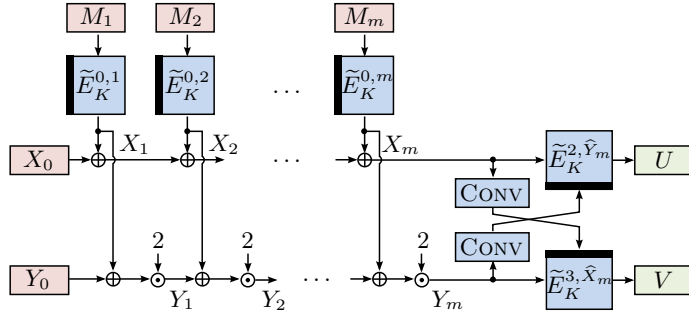 M₁ M₂ Mₘ
Ẽ_K^{0,1} Ẽ_K^{0,2} ... Ẽ_K^{0,m}
X₁ X₂ Xₘ
X₀ ... Ẽ_K^{2,Ŷₘ} U
CONV
2 2 2 CONV
Y₀ ... Ẽ_K^{3,X̂ₘ} V
Y₁ Y₂ Yₘ